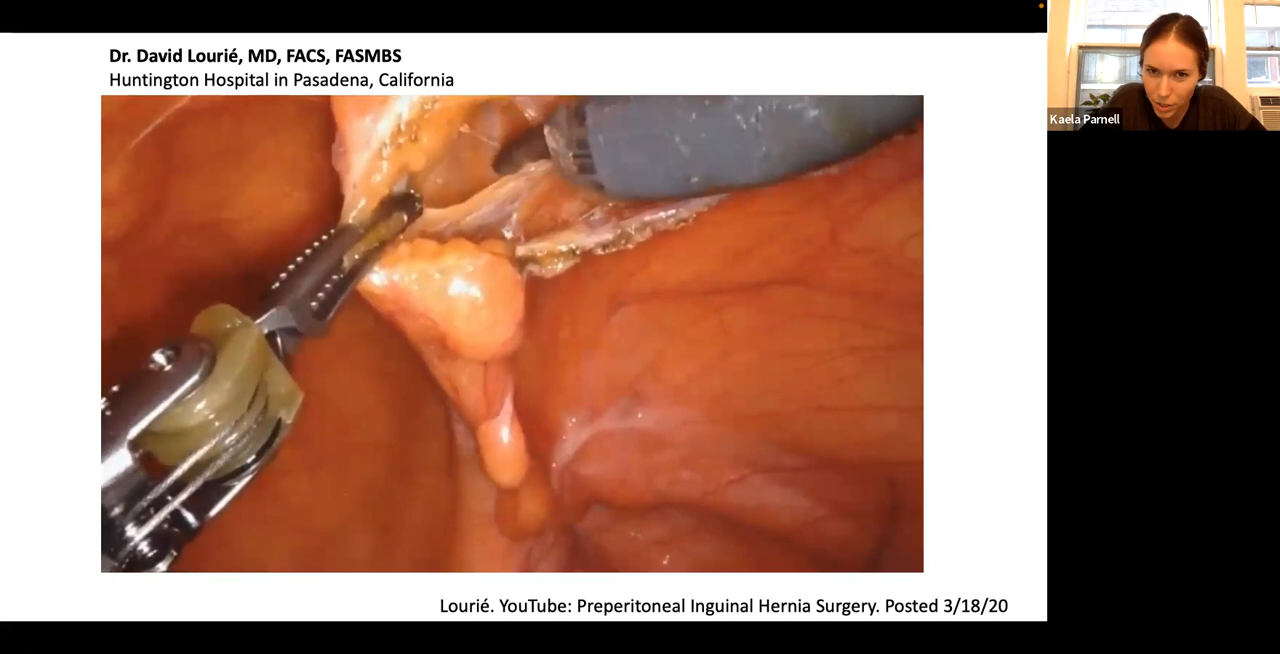 Dr. David Lourié, MD, FACS, FASMBS
Huntington Hospital in Pasadena, California
Kaela Parnell
Lourié. YouTube: Preperitoneal Inguinal Hernia Surgery. Posted 3/18/20